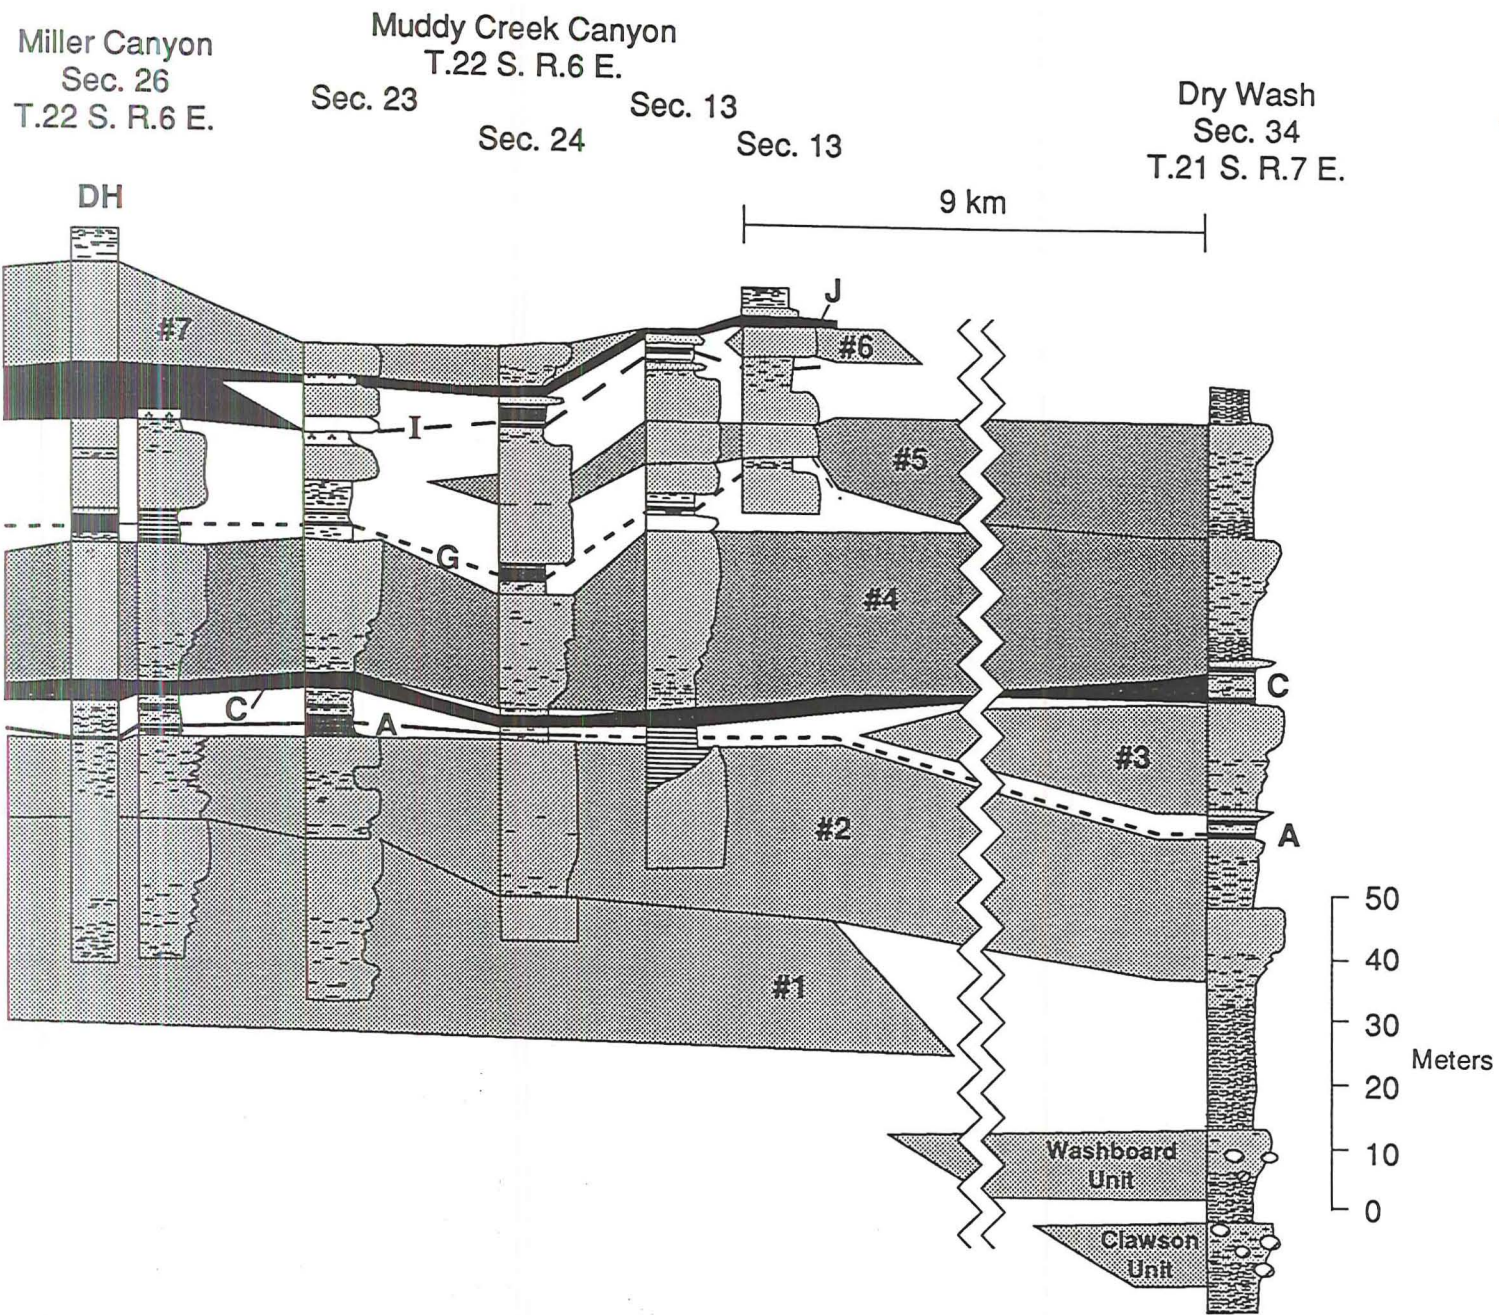 Miller Canyon
Sec. 26
T.22 S. R.6 E.
Muddy Creek Canyon
T.22 S. R.6 E.
Sec. 23
Sec. 24
Sec. 13
Sec. 13
Dry Wash
Sec. 34
T.21 S. R.7 E.
DH
9 km
J
#7
#6
I
#5
G
#4
C
C
A
#3
#2
A
#1
50
40
30
20
10
0
Meters
Washboard
Unit
Clawson
Unit